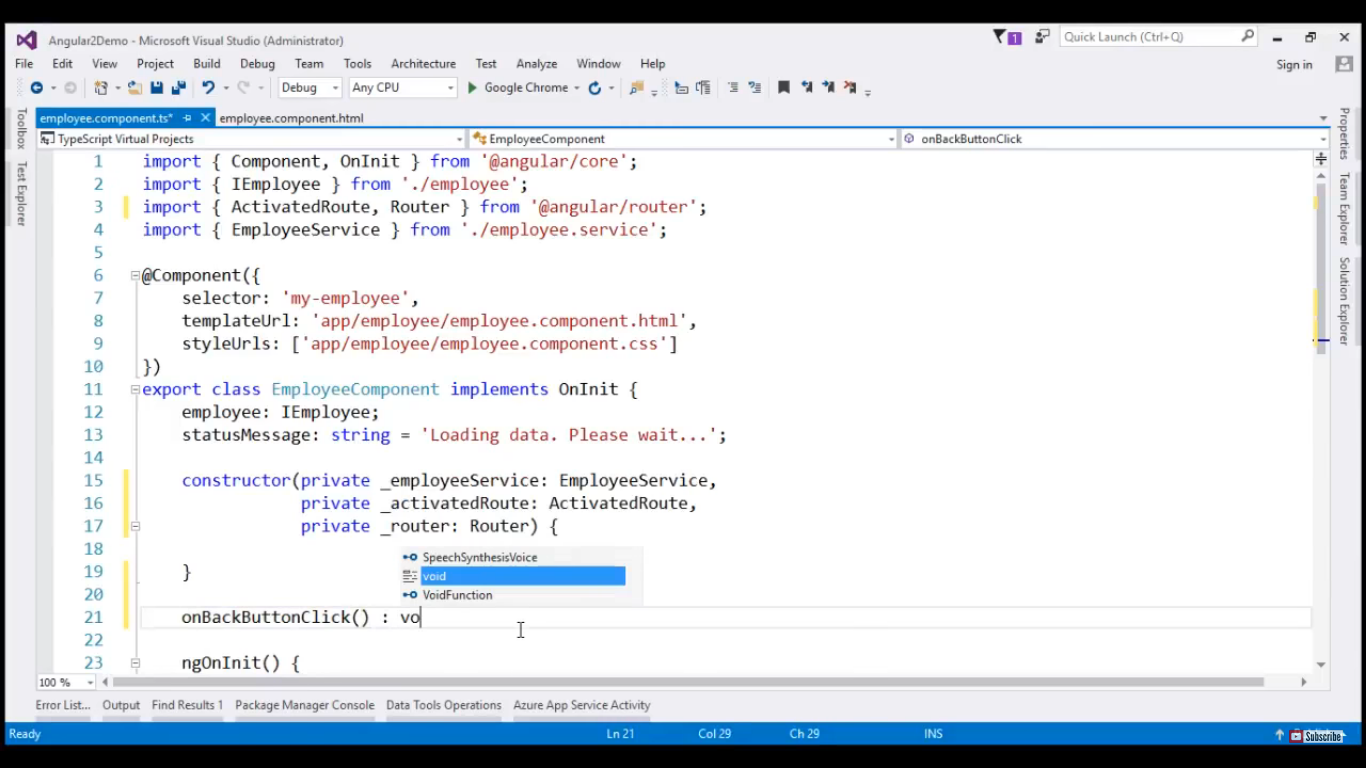 Angular2Demo - Microsoft Visual Studio (Administrator)
1
Quick Launch (Ctrl+Q)
File Edit View Project Build Debug Team Tools Architecture Test Analyze Window Help
Sign in
Debug Any CPU Google Chrome
employee.component.ts* employee.component.html
TypeScript Virtual Projects EmployeeComponent onBackButtonClick
Toolbox
Test Explorer
Properties
Team Explorer
Solution Explorer
1 import { Component, OnInit } from '@angular/core';
2 import { IEmployee } from './employee';
3 import { ActivatedRoute, Router } from '@angular/router';
4 import { EmployeeService } from './employee.service';
5
6 @Component({
7 selector: 'my-employee',
8 templateUrl: 'app/employee/employee.component.html',
9 styleUrls: ['app/employee/employee.component.css']
10 })
11 export class EmployeeComponent implements OnInit {
12 employee: IEmployee;
13 statusMessage: string = 'Loading data. Please wait...';
14
15 constructor(private _employeeService: EmployeeService,
16 private _activatedRoute: ActivatedRoute,
17 private _router: Router) {
18
SpeechSynthesisVoice
19 }
void
20
VoidFunction
21 onBackButtonClick() : vo
22
23 ngOnInit() {
100 %
Error List... Output Find Results 1 Package Manager Console Data Tools Operations Azure App Service Activity
Ready Ln 21 Col 29 Ch 29 INS
Subscribe